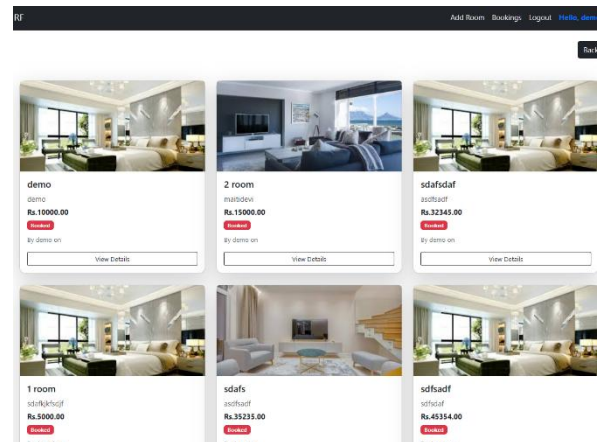 RF
Add Room Bookings Logout Hello, demo
Back
demo
demo
Rs.10000.00
Booked
By demo on
View Details
2 room
maitidevi
Rs.15000.00
Booked
By demo on
View Details
sdafsdaf
asdfsadf
Rs.32345.00
Booked
By demo on
View Details
1 room
Rs.5000.00
Booked
sdafs
asdfsadf
Rs.35235.00
Booked
sdfsadf
sdfsdaf
Rs.45354.00
Booked